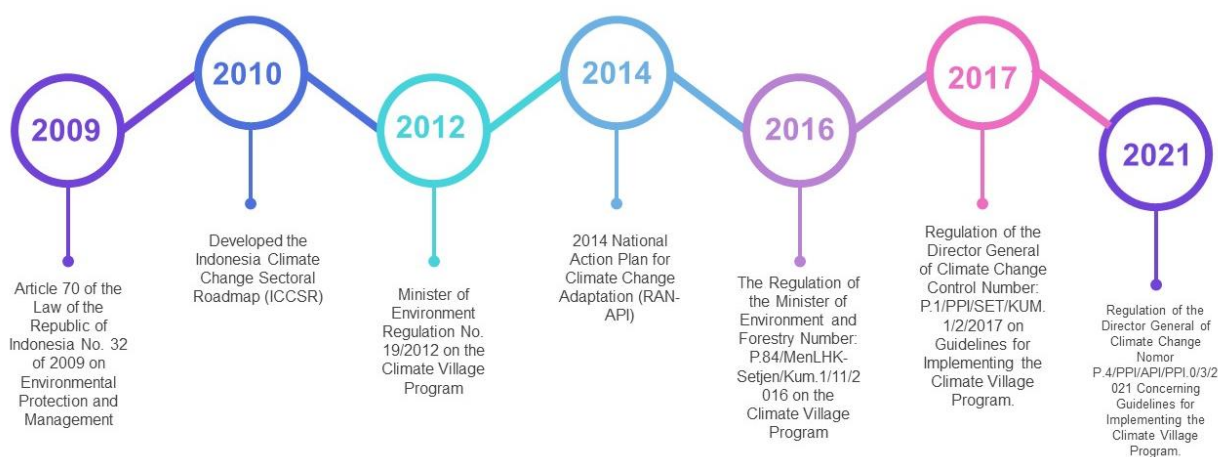 2009
Article 70 of the
Law of the
Republic of
Indonesia No. 32
of 2009 on
Environmental
Protection and
Management
2010
Developed the
Indonesia Climate
Change Sectoral
Roadmap (ICCSR)
2012
Minister of
Environment
Regulation No.
19/2012 on the
Climate Village
Program
2014
2014 National
Action Plan for
Climate Change
Adaptation (RAN-
API)
2016
The Regulation of
the Minister of
Environment and
Forestry Number:
P.84/MenLHK-
Setjen/Kum.1/11/2
016 on the
Climate Village
Program
2017
Regulation of the
Director General
of Climate Change
Control Number:
P.1/PPI/SET/KUM.
1/2/2017 on
Guidelines for
Implementing the
Climate Village
Program.
2021
Regulation of the
Director General of
Climate Change
Nomor
P.4/PPI/API/PPI.0/3/2
021 Concerning
Guidelines for
Implementing the
Climate Village
Program.